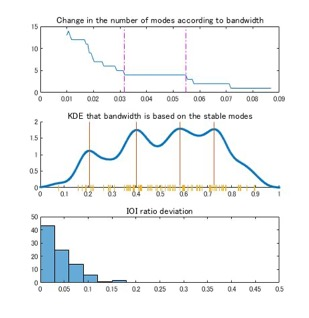 Change in the number of modes according to bandwidth
15
10
5
0
0 0.01 0.02 0.03 0.04 0.05 0.06 0.07 0.08 0.09
KDE that bandwidth is based on the stable modes
2
1.5
1
0.5
0
0 0.1 0.2 0.3 0.4 0.5 0.6 0.7 0.8 0.9 1
IOI ratio deviation
50
40
30
20
10
0
0 0.05 0.1 0.15 0.2 0.25 0.3 0.35 0.4 0.45 0.5